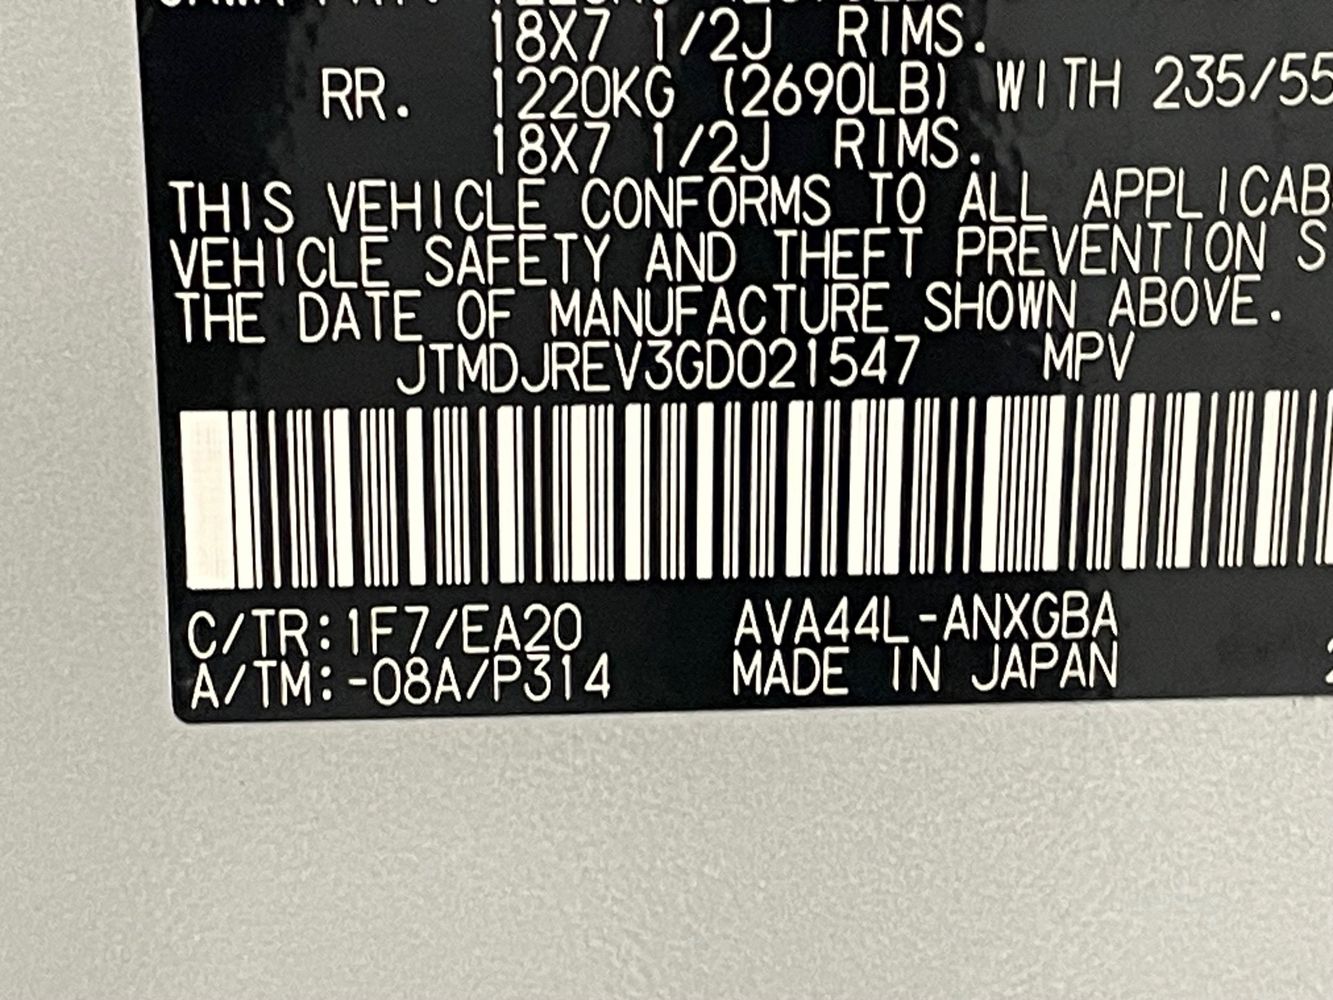 18X7 1/2J RIMS.
RR. 1220KG (2690LB) WITH 235/55
18X7 1/2J RIMS.
THIS VEHICLE CONFORMS TO ALL APPLICAB
VEHICLE SAFETY AND THEFT PREVENTION S
THE DATE OF MANUFACTURE SHOWN ABOVE.
JTMDJREV3GD021547 MPV
C/TR:1F7/EA20 AVA44L-ANXGBA
A/TM:-08A/P314 MADE IN JAPAN